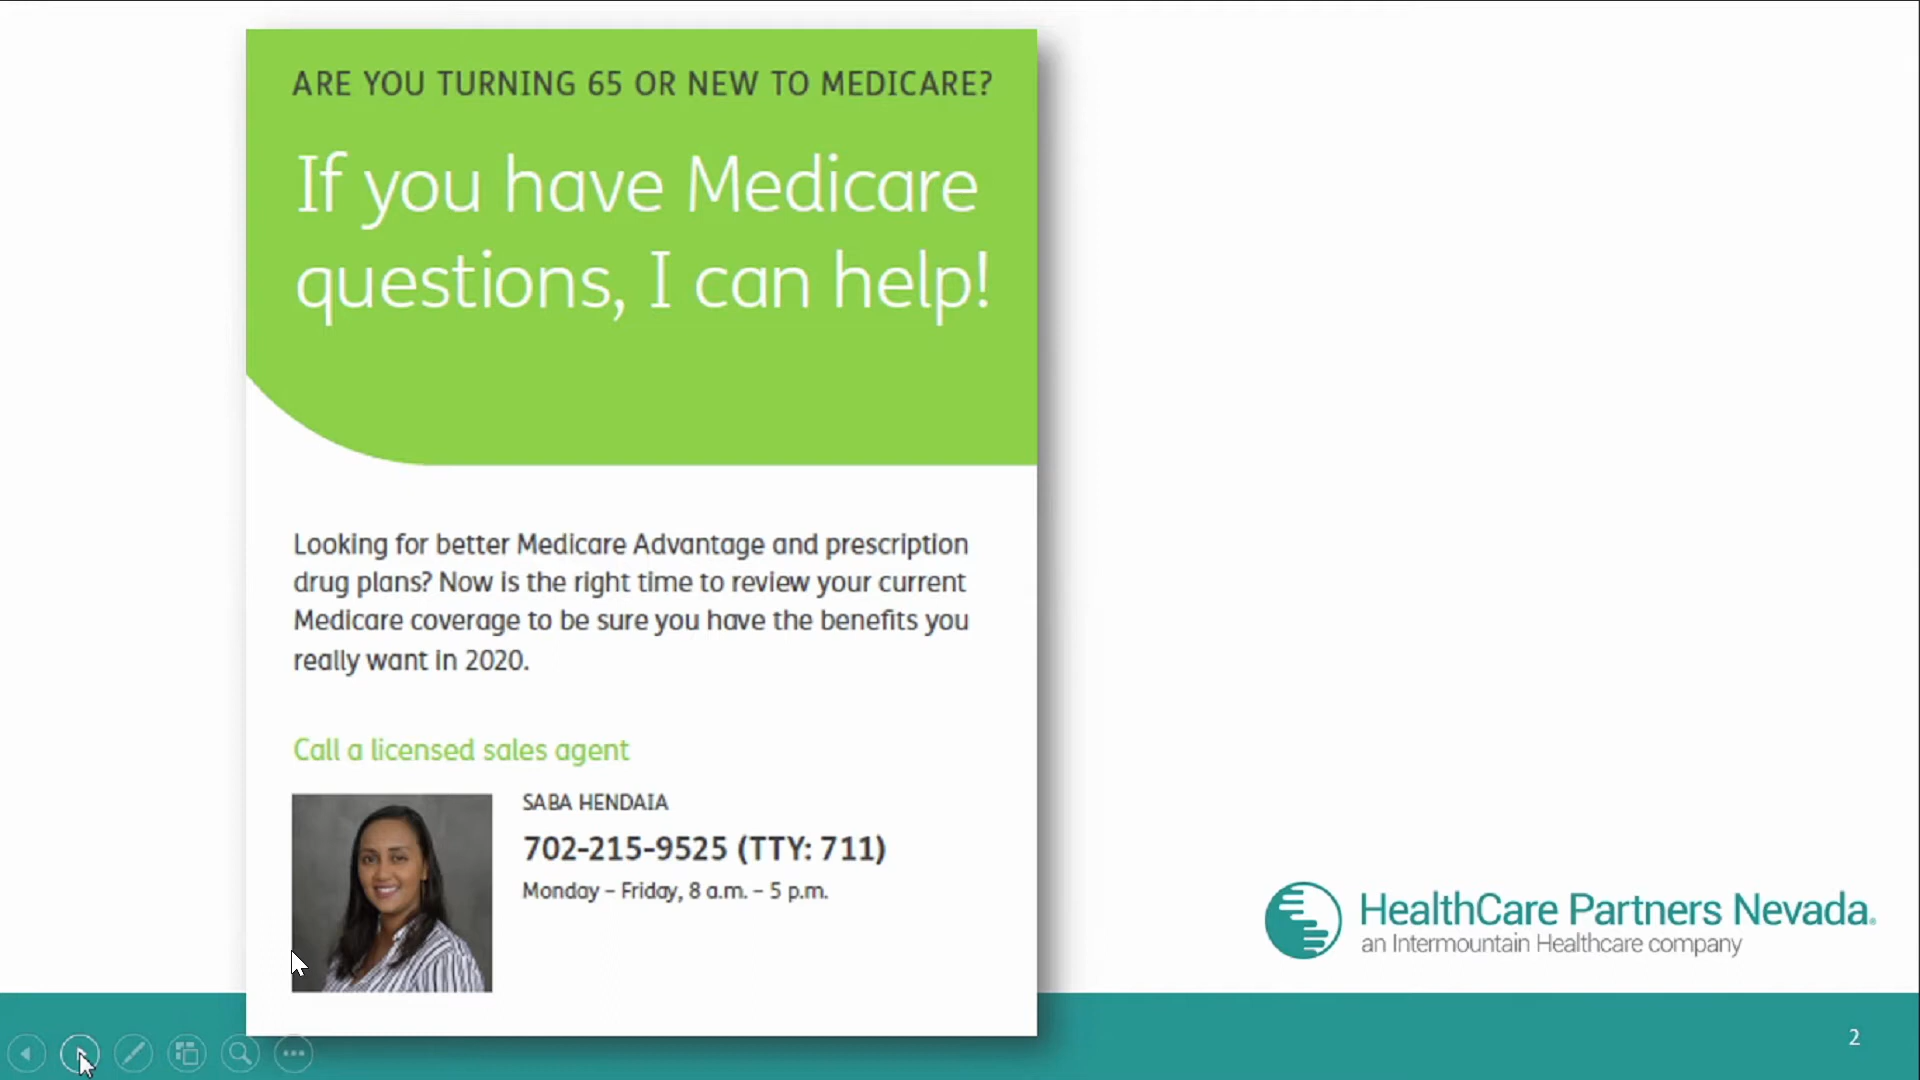 ARE YOU TURNING 65 OR NEW TO MEDICARE?
If you have Medicare
questions, I can help!
Looking for better Medicare Advantage and prescription
drug plans? Now is the right time to review your current
Medicare coverage to be sure you have the benefits you
really want in 2020.
Call a licensed sales agent
SABA HENDAIA
702-215-9525 (TTY: 711)
Monday – Friday, 8 a.m. – 5 p.m.
HealthCare Partners Nevada®
an Intermountain Healthcare company
2